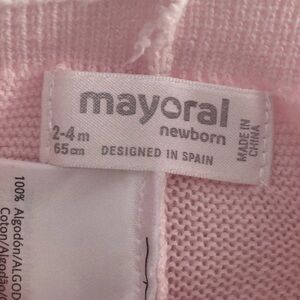 mayoral
newborn
2-4 m
65 cm
DESIGNED IN SPAIN
MADE IN
CHINA
100% Algodón/ALGOD
Coton/Algodão/